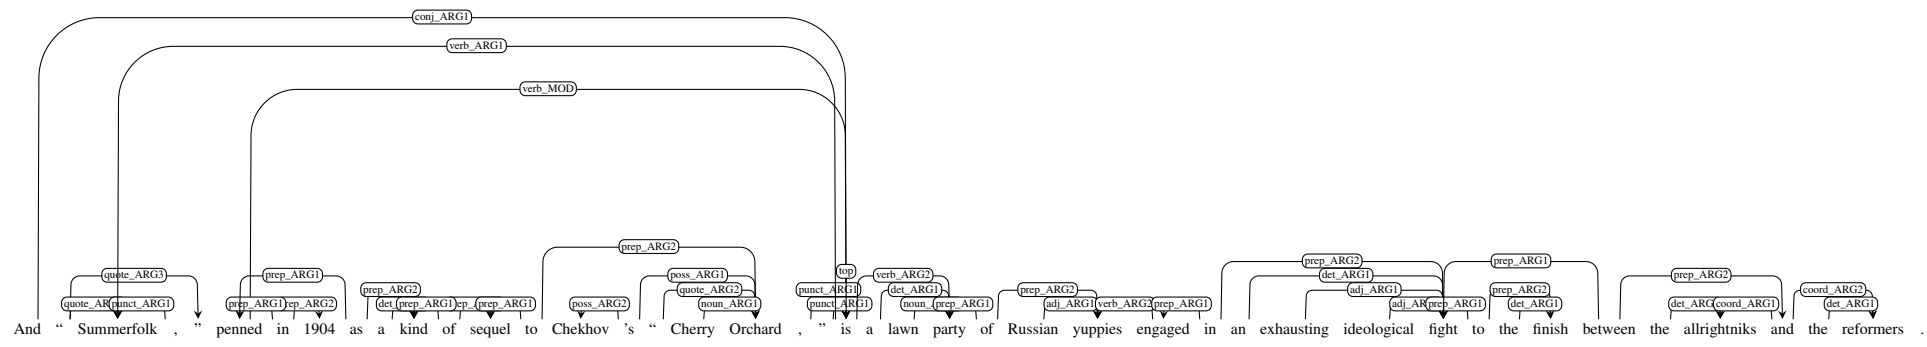 conj_ARG1
verb_ARG1
verb_MOD
prep_ARG2
top
prep_ARG2 prep_ARG1
quote_ARG3 prep_ARG1 poss_ARG1 verb_ARG2 det_ARG1 prep_ARG2
prep_ARG2 quote_ARG2 punct_ARG1 det_ARG1 prep_ARG2 adj_ARG1 prep_ARG2 coord_ARG2
punct_ARG1 prep_ARG1 prep_ARG1 prep_ARG1 poss_ARG2 noun_ARG1 punct_ARG1 prep_ARG1 adj_ARG1 verb_ARG2 prep_ARG1 prep_ARG1 det_ARG1 coord_ARG1 det_ARG1
And “ Summerfolk , ” penned in 1904 as a kind of sequel to Chekhov ’s “ Cherry Orchard , ” is a lawn party of Russian yuppies engaged in an exhausting ideological fight to the finish between the allrightniks and the reformers .